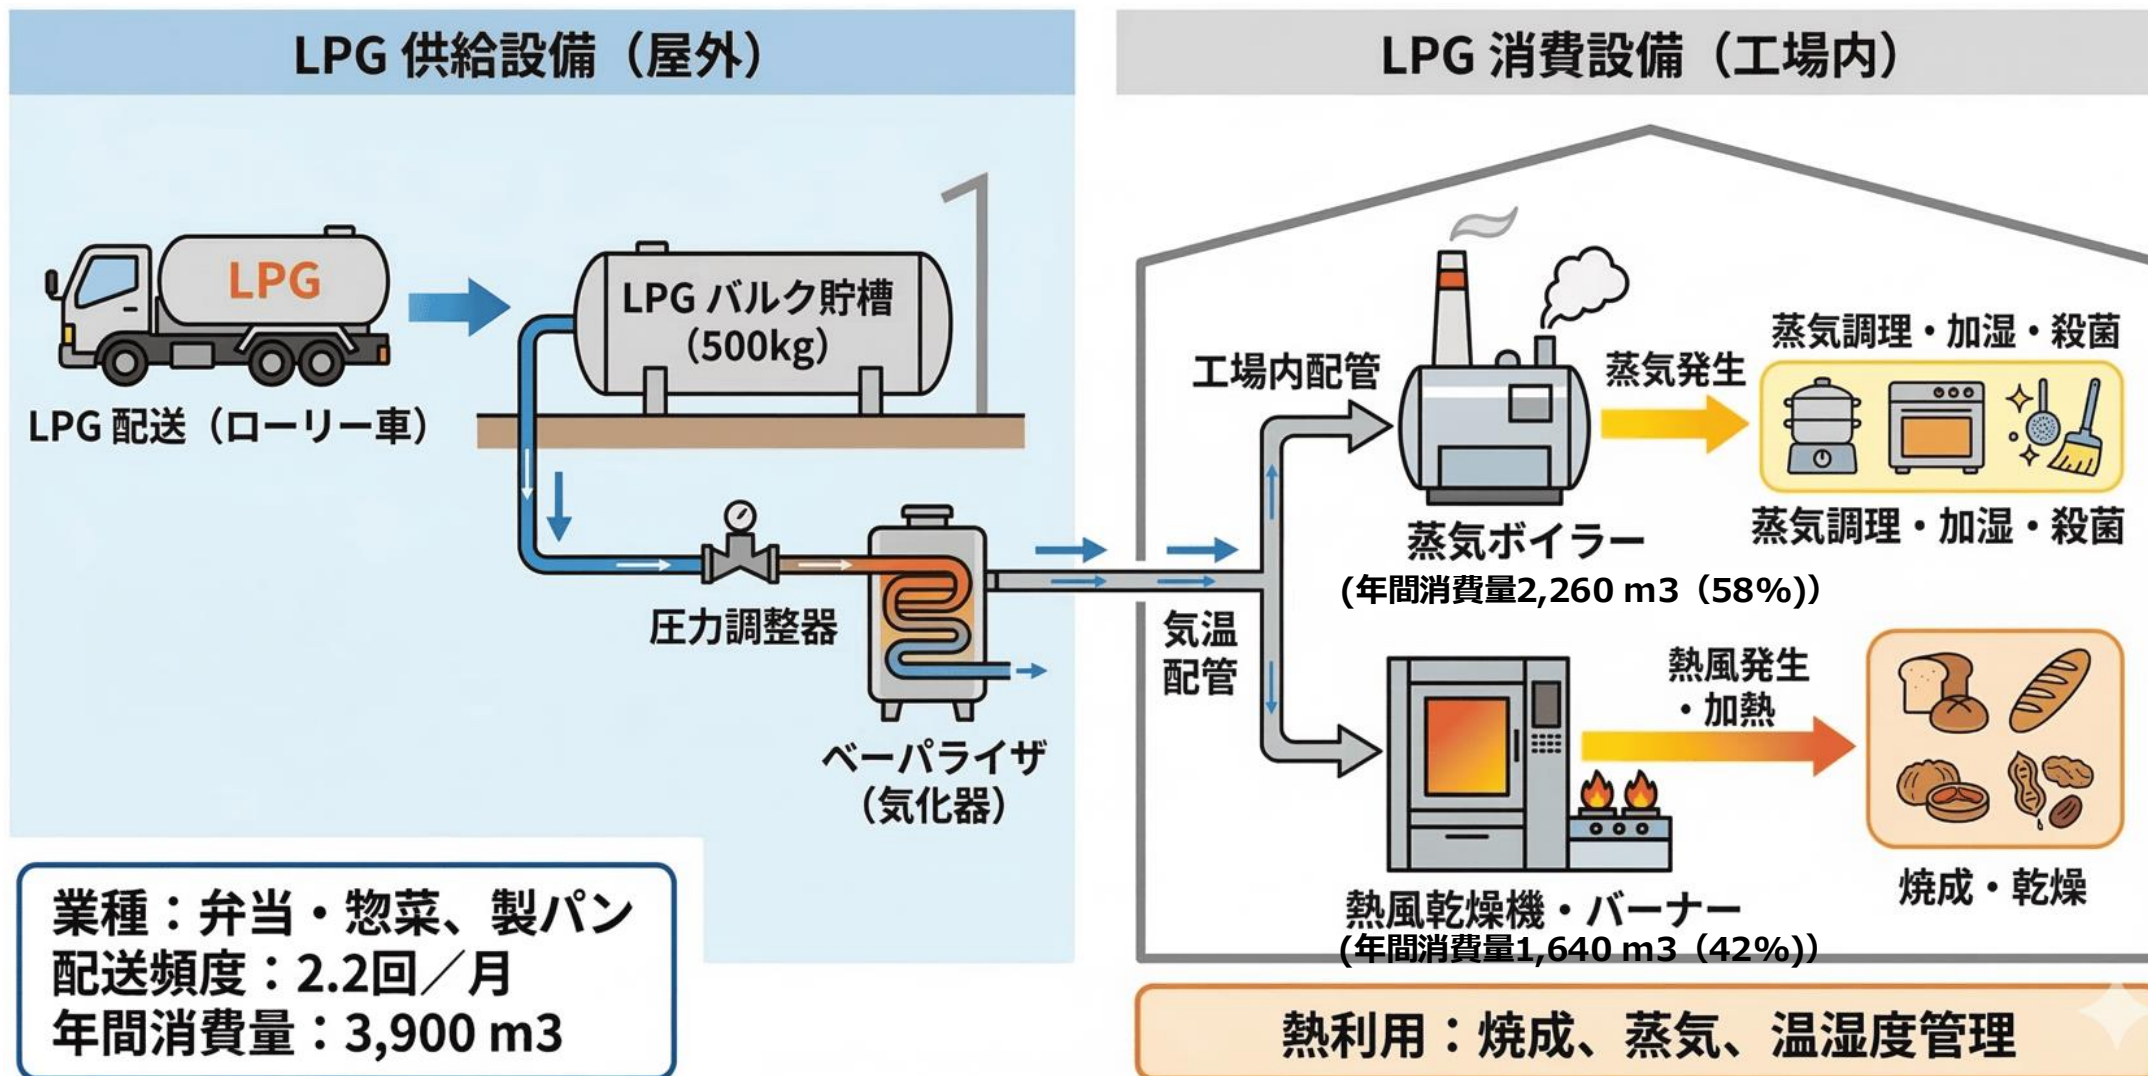 LPG 供給設備（屋外）
LPG
LPG 配送（ローリー車）
LPG バルク貯槽
（500kg）
圧力調整器
ベーパライザ
（気化器）
業種：弁当・惣菜、製パン
配送頻度：2.2回／月
年間消費量：3,900 m3
LPG 消費設備（工場内）
工場内配管
気温
配管
蒸気発生
蒸気調理・加湿・殺菌
蒸気調理・加湿・殺菌
蒸気ボイラー
(年間消費量2,260 m3（58%)）
熱風発生
・加熱
焼成・乾燥
熱風乾燥機・バーナー
(年間消費量1,640 m3（42%)）
熱利用：焼成、蒸気、温湿度管理